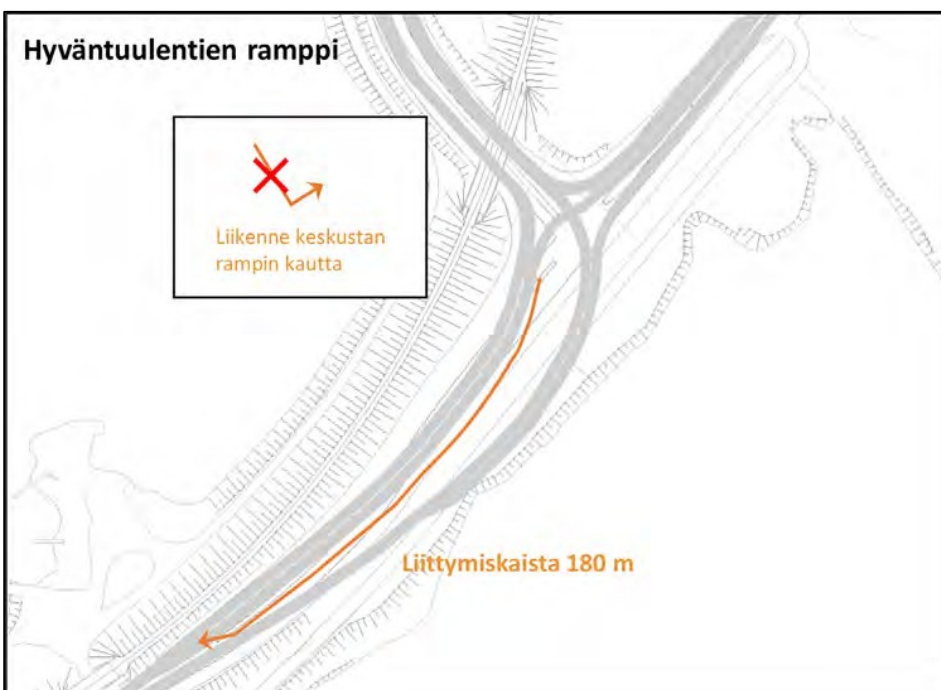 Hyväntuulentien ramppi
Liikenne keskustan
rampin kautta
Liittymiskaista 180 m